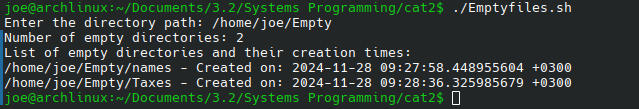 joe@archlinux:~/Documents/3.2/Systems Programming/cat2$ ./Emptyfiles.sh
Enter the directory path: /home/joe/Empty
Number of empty directories: 2
List of empty directories and their creation times:
/home/joe/Empty/names - Created on: 2024-11-28 09:27:58.448955604 +0300
/home/joe/Empty/Taxes - Created on: 2024-11-28 09:28:36.325985679 +0300
joe@archlinux:~/Documents/3.2/Systems Programming/cat2$